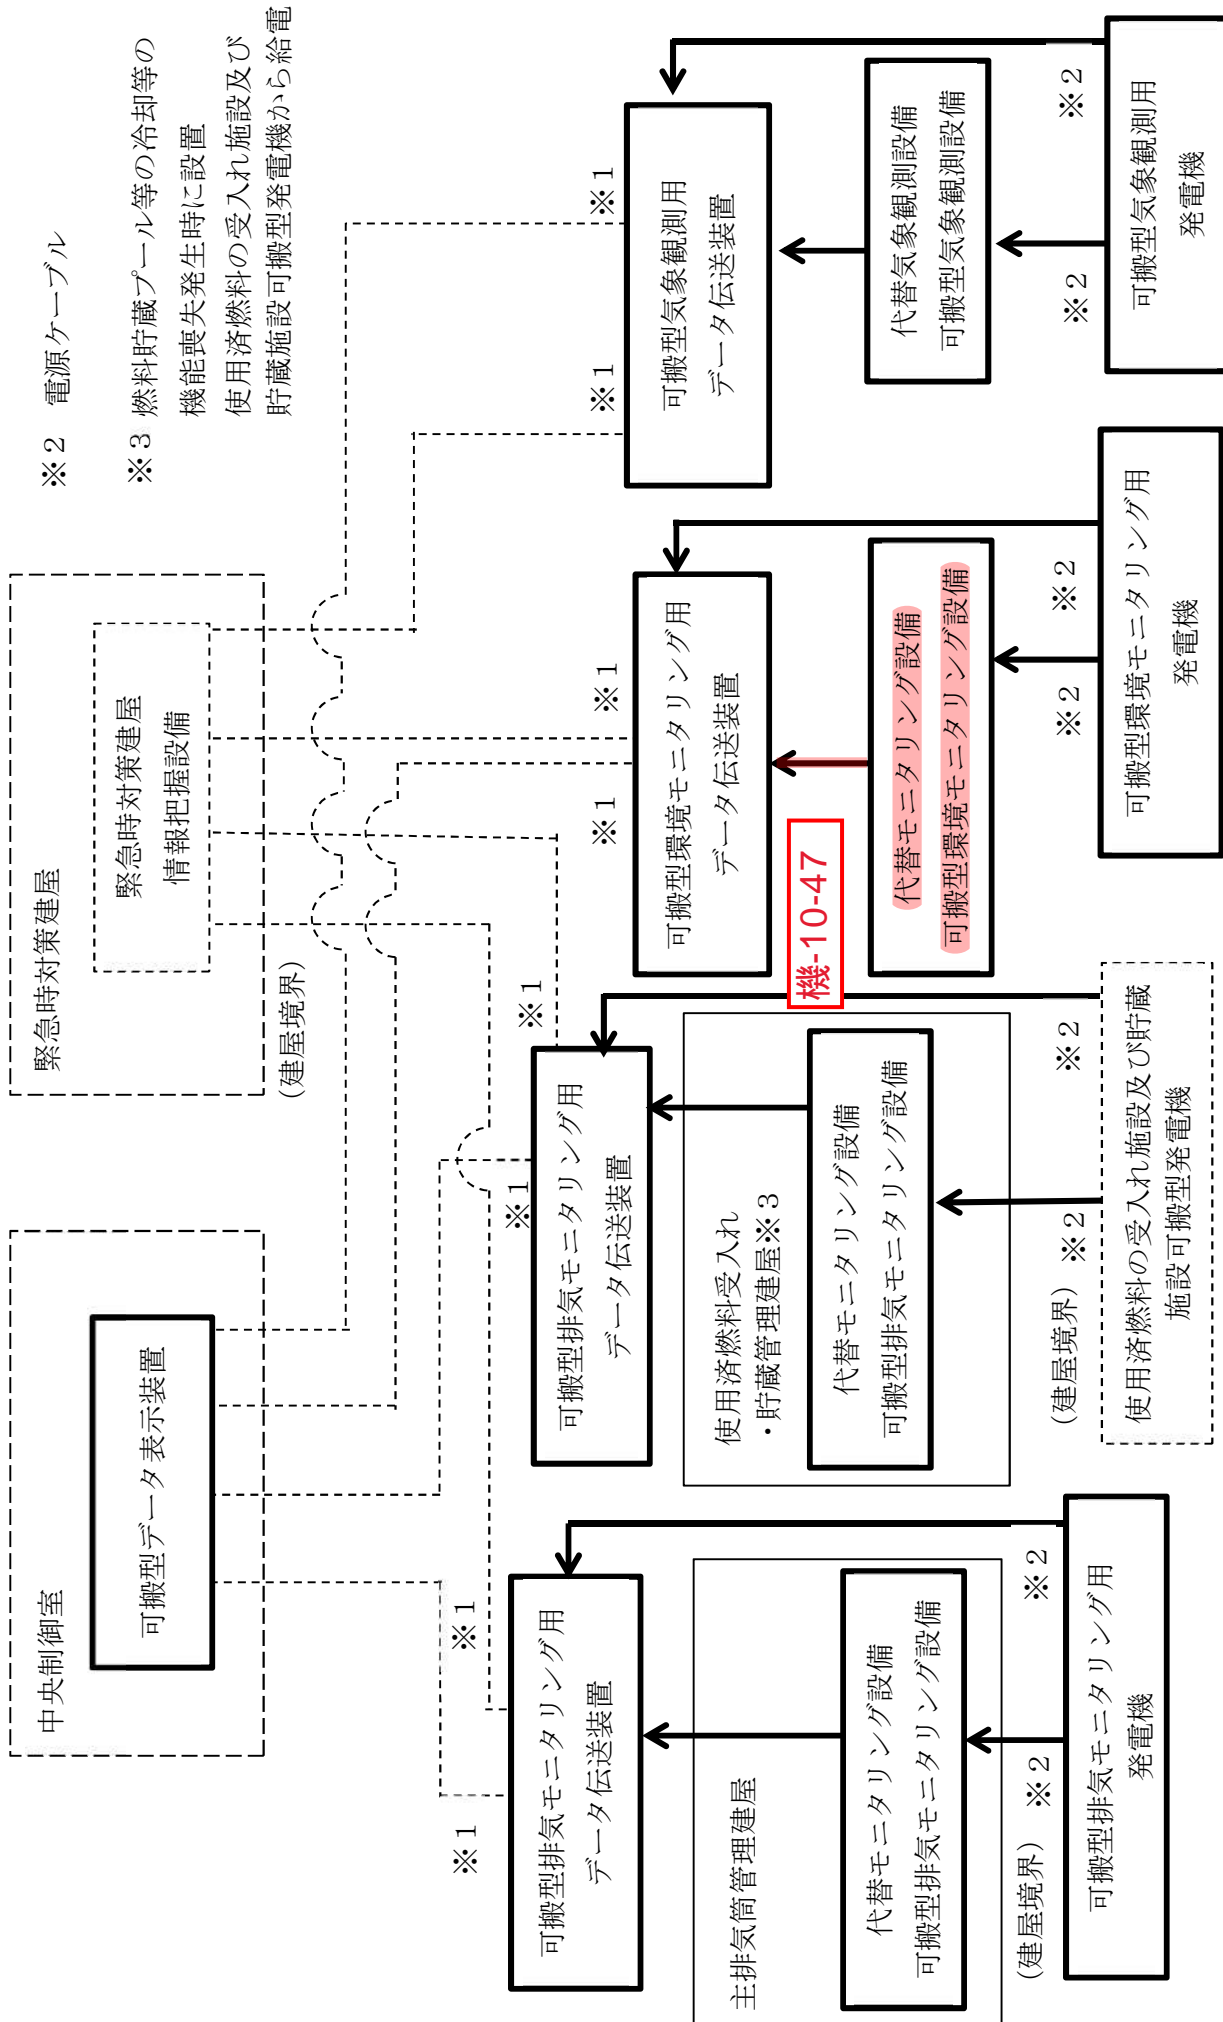 中央制御室
可搬型データ表示装置
緊急時対策建屋
緊急時対策建屋
情報把握設備
(建屋境界)
※2 電源ケーブル
※3 燃料貯蔵プール等の冷却等の
機能喪失発生時に設置
使用済燃料の受入れ施設及び
貯蔵施設可搬型発電機から給電
※1
※1
可搬型排気モニタリング用
データ伝送装置
主排気筒管理建屋
代替モニタリング設備
可搬型排気モニタリング設備
(建屋境界)
※2
※2
可搬型排気モニタリング用
発電機
※1
※1
可搬型排気モニタリング用
データ伝送装置
使用済燃料受入れ
・貯蔵管理建屋※3
代替モニタリング設備
可搬型排気モニタリング設備
(建屋境界)
※2
※2
使用済燃料の受入れ施設及び貯蔵
施設可搬型発電機
※1
※1
可搬型環境モニタリング用
データ伝送装置
機-10-47
代替モニタリング設備
可搬型環境モニタリング設備
※2
※2
可搬型環境モニタリング用
発電機
※1
※1
可搬型気象観測用
データ伝送装置
代替気象観測設備
可搬型気象観測設備
※2
※2
可搬型気象観測用
発電機